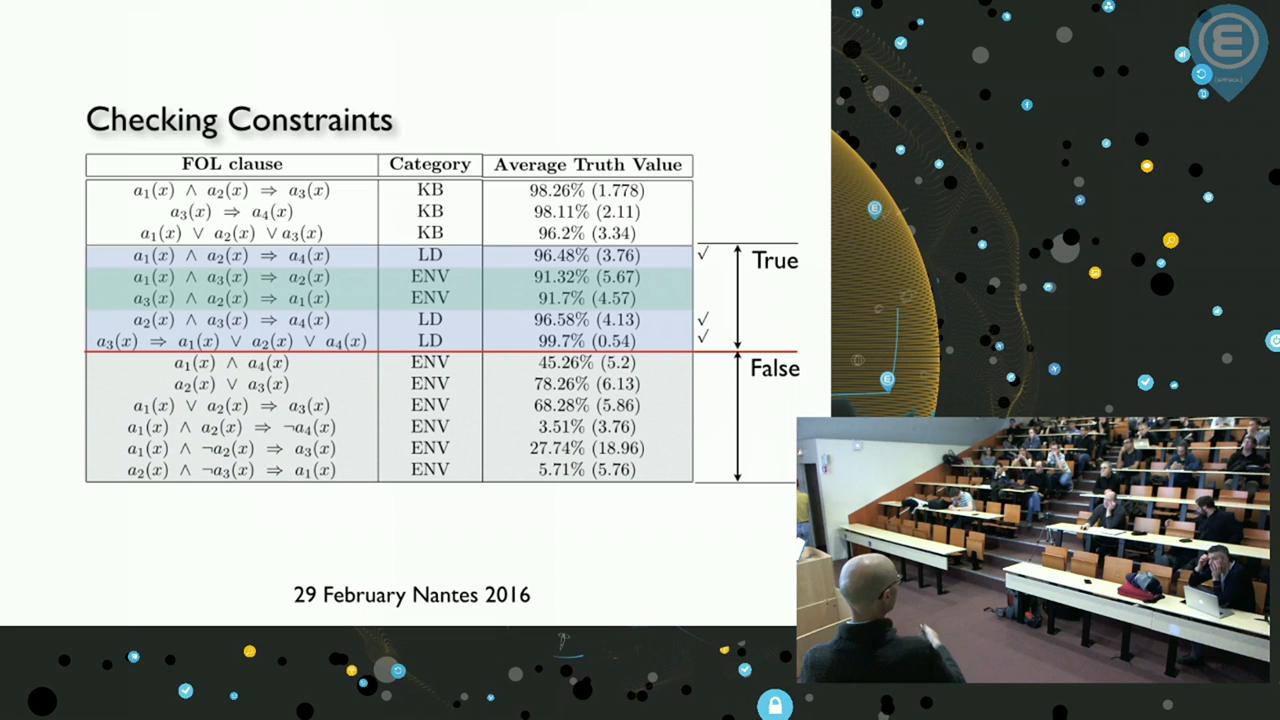 Checking Constraints
FOL clause Category Average Truth Value
a₁(x) ∧ a₂(x) ⇒ a₃(x) KB 98.26% (1.778)
a₃(x) ⇒ a₄(x) KB 98.11% (2.11)
a₁(x) ∨ a₂(x) ∨ a₃(x) KB 96.2% (3.34)
a₁(x) ∧ a₂(x) ⇒ a₄(x) LD 96.48% (3.76) √
True
a₁(x) ∧ a₃(x) ⇒ a₂(x) ENV 91.32% (5.67)
a₃(x) ∧ a₂(x) ⇒ a₁(x) ENV 91.7% (4.57)
a₂(x) ∧ a₃(x) ⇒ a₄(x) LD 96.58% (4.13) √
a₃(x) ⇒ a₁(x) ∨ a₂(x) ∨ a₄(x) LD 99.7% (0.54) √
a₁(x) ∧ a₄(x) ENV 45.26% (5.2)
False
a₂(x) ∨ a₃(x) ENV 78.26% (6.13)
a₁(x) ∨ a₂(x) ⇒ a₃(x) ENV 68.28% (5.86)
a₁(x) ∧ a₂(x) ⇒ ¬a₄(x) ENV 3.51% (3.76)
a₁(x) ∧ ¬a₂(x) ⇒ a₃(x) ENV 27.74% (18.96)
a₂(x) ∧ ¬a₃(x) ⇒ a₁(x) ENV 5.71% (5.76)
29 February Nantes 2016